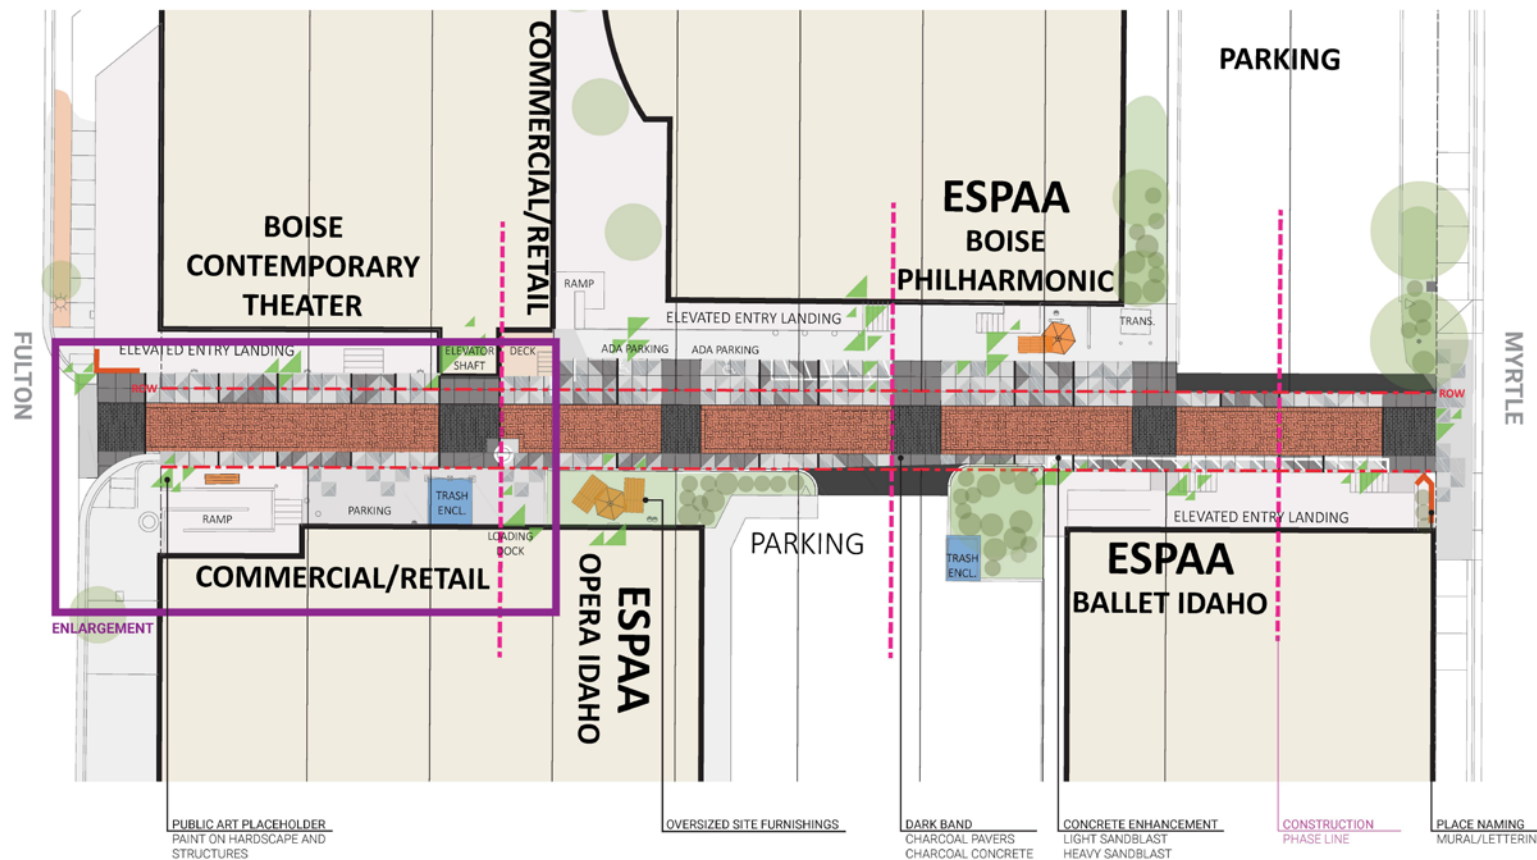 PARKING
COMMERCIAL/RETAIL
ESPAA
BOISE
PHILHARMONIC
BOISE
CONTEMPORARY
THEATER
RAMP
ELEVATED ENTRY LANDING
TRANS.
FULTON
MYRTLE
ELEVATED ENTRY LANDING
ELEVATOR
SHAFT
DECK
ADA PARKING
ADA PARKING
ROW
ROW
TRASH
ENCL.
PARKING
RAMP
LOADING
DOCK
ELEVATED ENTRY LANDING
PARKING
TRASH
ENCL.
COMMERCIAL/RETAIL
ESPAA
OPERA IDAHO
ESPAA
BALLET IDAHO
ENLARGEMENT
PUBLIC ART PLACEHOLDER
PAINT ON HARDSCAPE AND
STRUCTURES
OVERSIZED SITE FURNISHINGS
DARK BAND
CHARCOAL PAVERS
CHARCOAL CONCRETE
CONCRETE ENHANCEMENT
LIGHT SANDBLAST
HEAVY SANDBLAST
CONSTRUCTION
PHASE LINE
PLACE NAMING
MURAL/LETTERIN